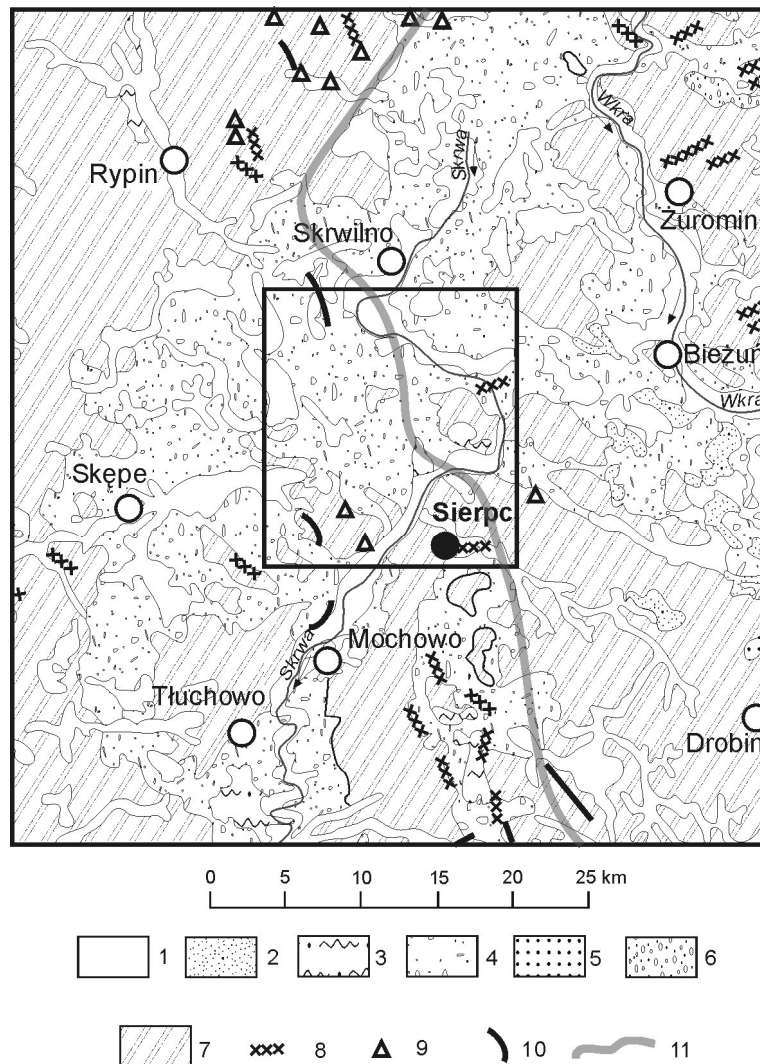 Wkra
Skrwa
Rypin
Żuromin
Skrwilno
Bieżuń
Wkra
Skępe
Sierpc
Skrwa
Mochowo
Tłuchowo
Drobin
0 5 10 15 20 25 km
1 2 3 4 5 6
7 8 9 10 11